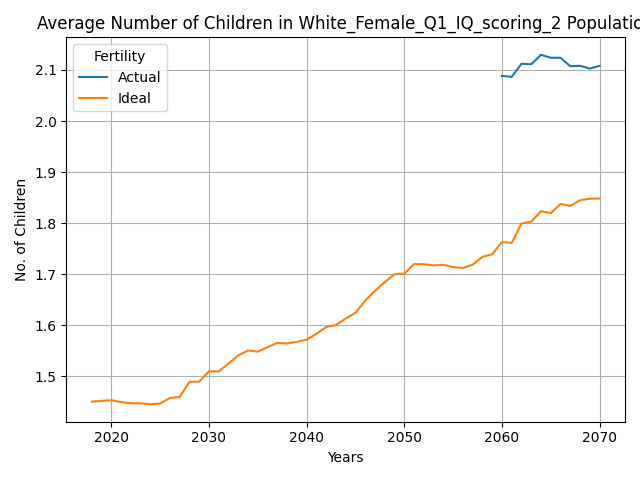 Average Number of Children in White_Female_Q1_IQ_scoring_2 Populatio
Fertility
Actual
Ideal
2.1
2.0
1.9
1.8
1.7
1.6
1.5
No. of Children
2020 2030 2040 2050 2060 2070
Years